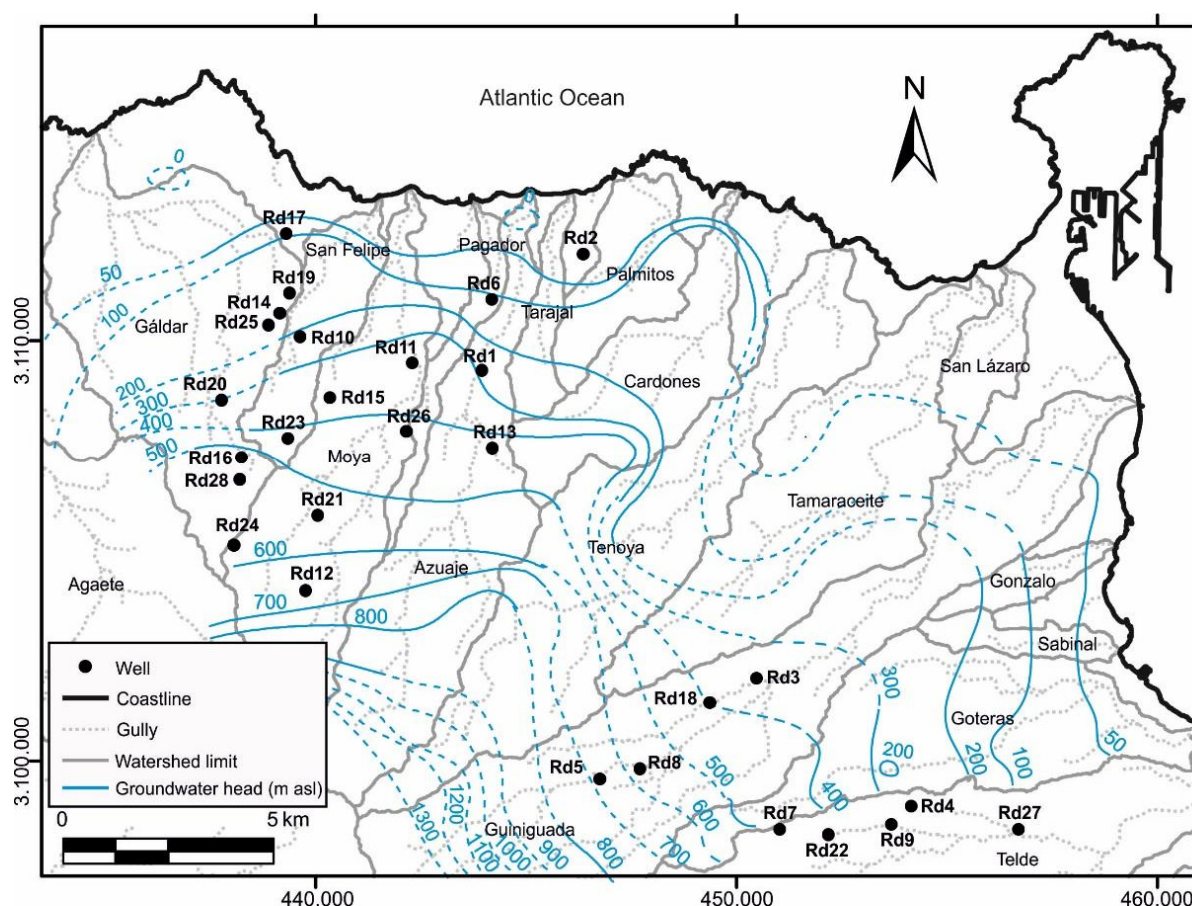 Atlantic Ocean
N
0
0
Rd17
San Felipe
Pagador
Rd2
Palmitos
50
100
Rd19
Rd6
Rd14
Tarajal
Gáldar
Rd25
Rd10
3.110.000
Rd11
Rd1
San Lázaro
Cardones
200
Rd20
300
Rd15
400
Rd23
Rd26
500
Rd16
Moya
Rd13
Rd28
Rd21
Tamaraceite
Rd24
Tenoya
600
Azuaje
Agaete
Rd12
Gonzalo
700
800
Sabinal
Well
Coastline
Gully
Watershed limit
Groundwater head (m asl)
0
5 km
Rd3
Rd18
300
Goteras
200
200
100
50
3.100.000
Rd5
Rd8
500
400
600
Rd7
Rd22
Rd9
Rd4
Rd27
Telde
Guiniguada
1300
1200
1100
1000
900
800
700
440.000
450.000
460.000